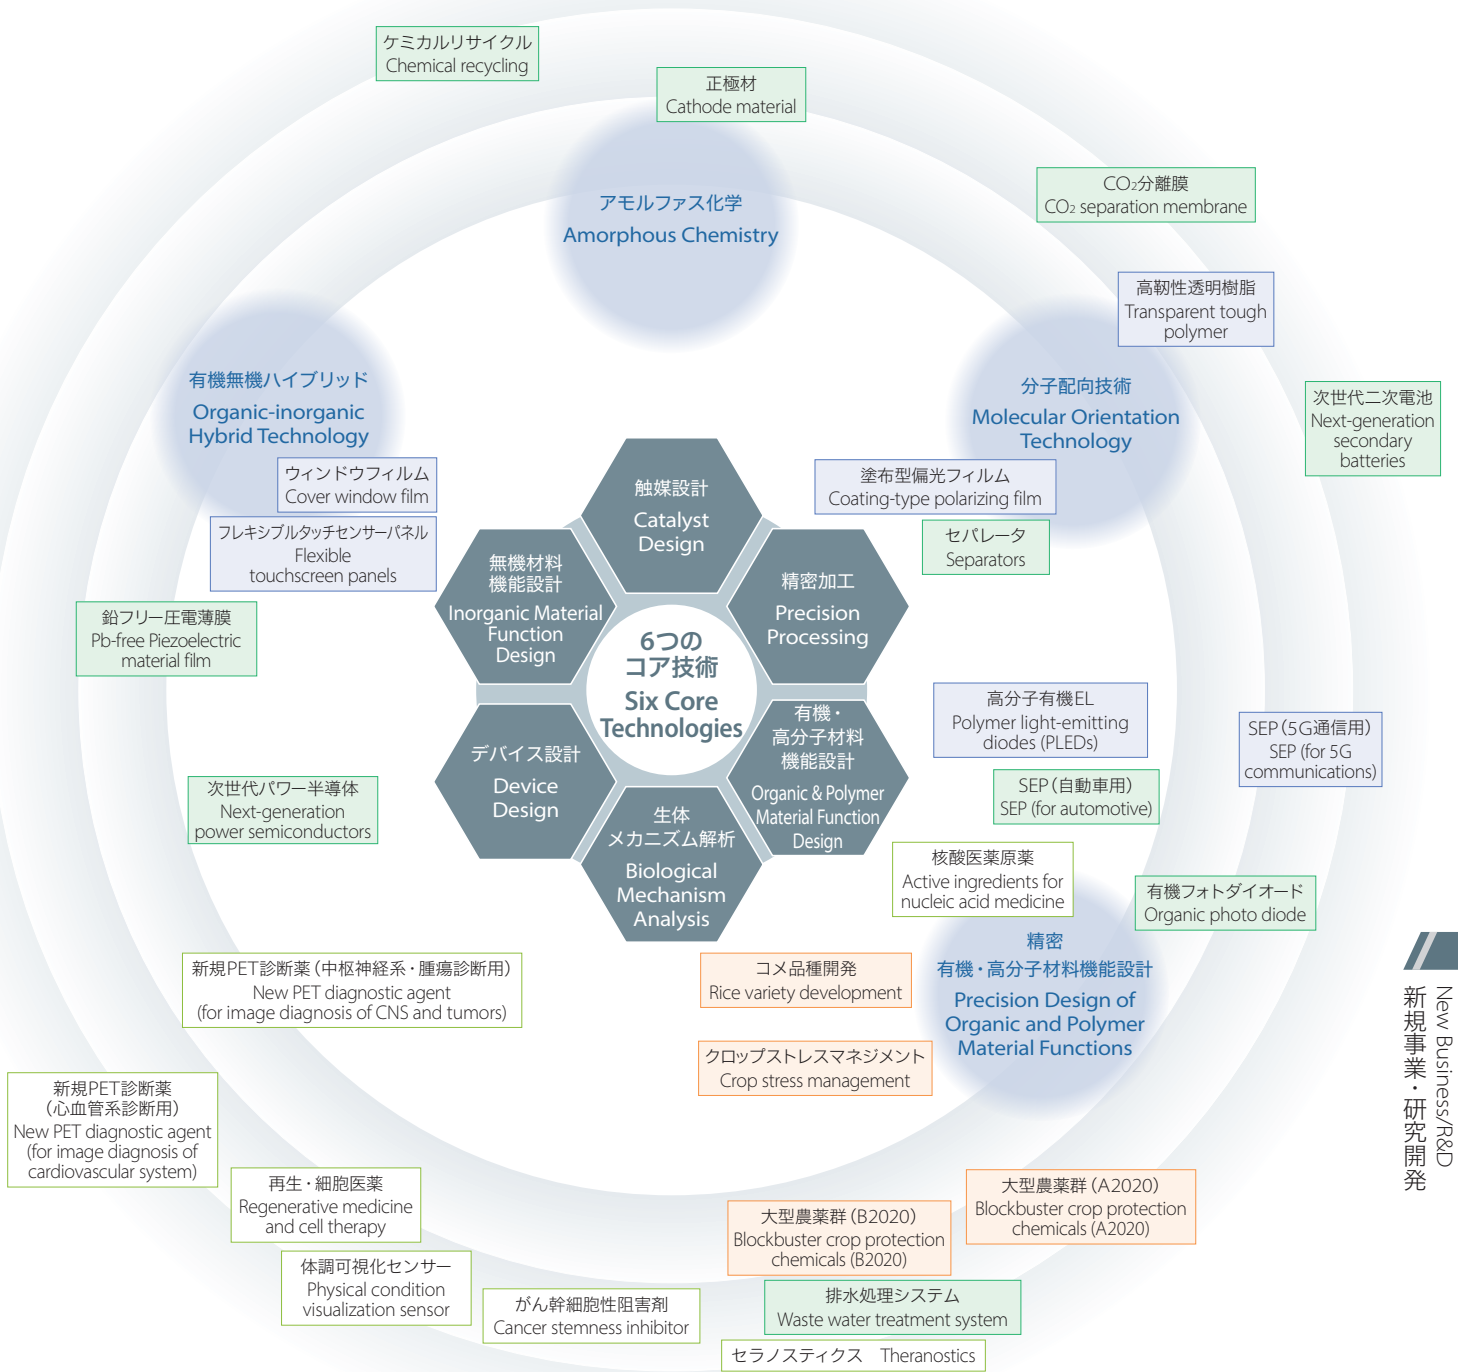 ケミカルリサイクル
Chemical recycling
正極材
Cathode material
CO₂分離膜
CO₂ separation membrane
アモルファス化学
Amorphous Chemistry
高靭性透明樹脂
Transparent tough
polymer
有機無機ハイブリッド
Organic-inorganic
Hybrid Technology
分子配向技術
Molecular Orientation
Technology
次世代二次電池
Next-generation
secondary
batteries
ウィンドウフィルム
Cover window film
フレキシブルタッチセンサーパネル
Flexible
touchscreen panels
塗布型偏光フィルム
Coating-type polarizing film
セパレータ
Separators
触媒設計
Catalyst
Design
無機材料
機能設計
Inorganic Material
Function
Design
精密加工
Precision
Processing
6つの
コア技術
Six Core
Technologies
鉛フリー圧電薄膜
Pb-free Piezoelectric
material film
デバイス設計
Device
Design
有機・
高分子材料
機能設計
Organic & Polymer
Material Function
Design
生体
メカニズム解析
Biological
Mechanism
Analysis
高分子有機EL
Polymer light-emitting
diodes (PLEDs)
SEP(5G通信用)
SEP (for 5G
communications)
SEP(自動車用)
SEP (for automotive)
次世代パワー半導体
Next-generation
power semiconductors
核酸医薬原薬
Active ingredients for
nucleic acid medicine
有機フォトダイオード
Organic photo diode
精密
有機・高分子材料機能設計
Precision Design of
Organic and Polymer
Material Functions
新規PET診断薬(中枢神経系・腫瘍診断用)
New PET diagnostic agent
(for image diagnosis of CNS and tumors)
コメ品種開発
Rice variety development
クロップストレスマネジメント
Crop stress management
新規PET診断薬
(心血管系診断用)
New PET diagnostic agent
(for image diagnosis of
cardiovascular system)
再生・細胞医薬
Regenerative medicine
and cell therapy
大型農薬群(A2020)
Blockbuster crop protection
chemicals (A2020)
大型農薬群(B2020)
Blockbuster crop protection
chemicals (B2020)
体調可視化センサー
Physical condition
visualization sensor
がん幹細胞性阻害剤
Cancer stemness inhibitor
排水処理システム
Waste water treatment system
セラノスティクス Theranostics
New Business/R&D
新規事業・研究開発